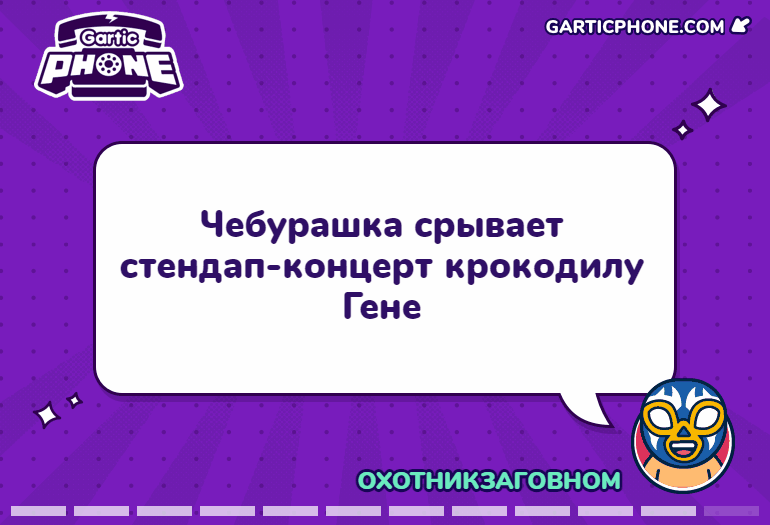 Gartic
PHONE
GARTICPHONE.COM
Чебурашка срывает
стендап-концерт крокодилу
Гене
ОХОТНИКЗАГОВНОМ